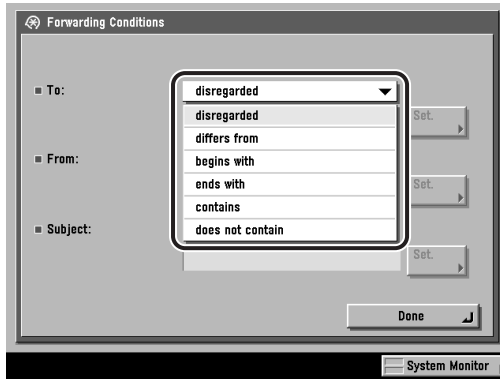 Forwarding Conditions
To:
disregarded
disregarded
Set.
differs from
From:
begins with
ends with
Set.
contains
Subject:
does not contain
Set.
Done
System Monitor